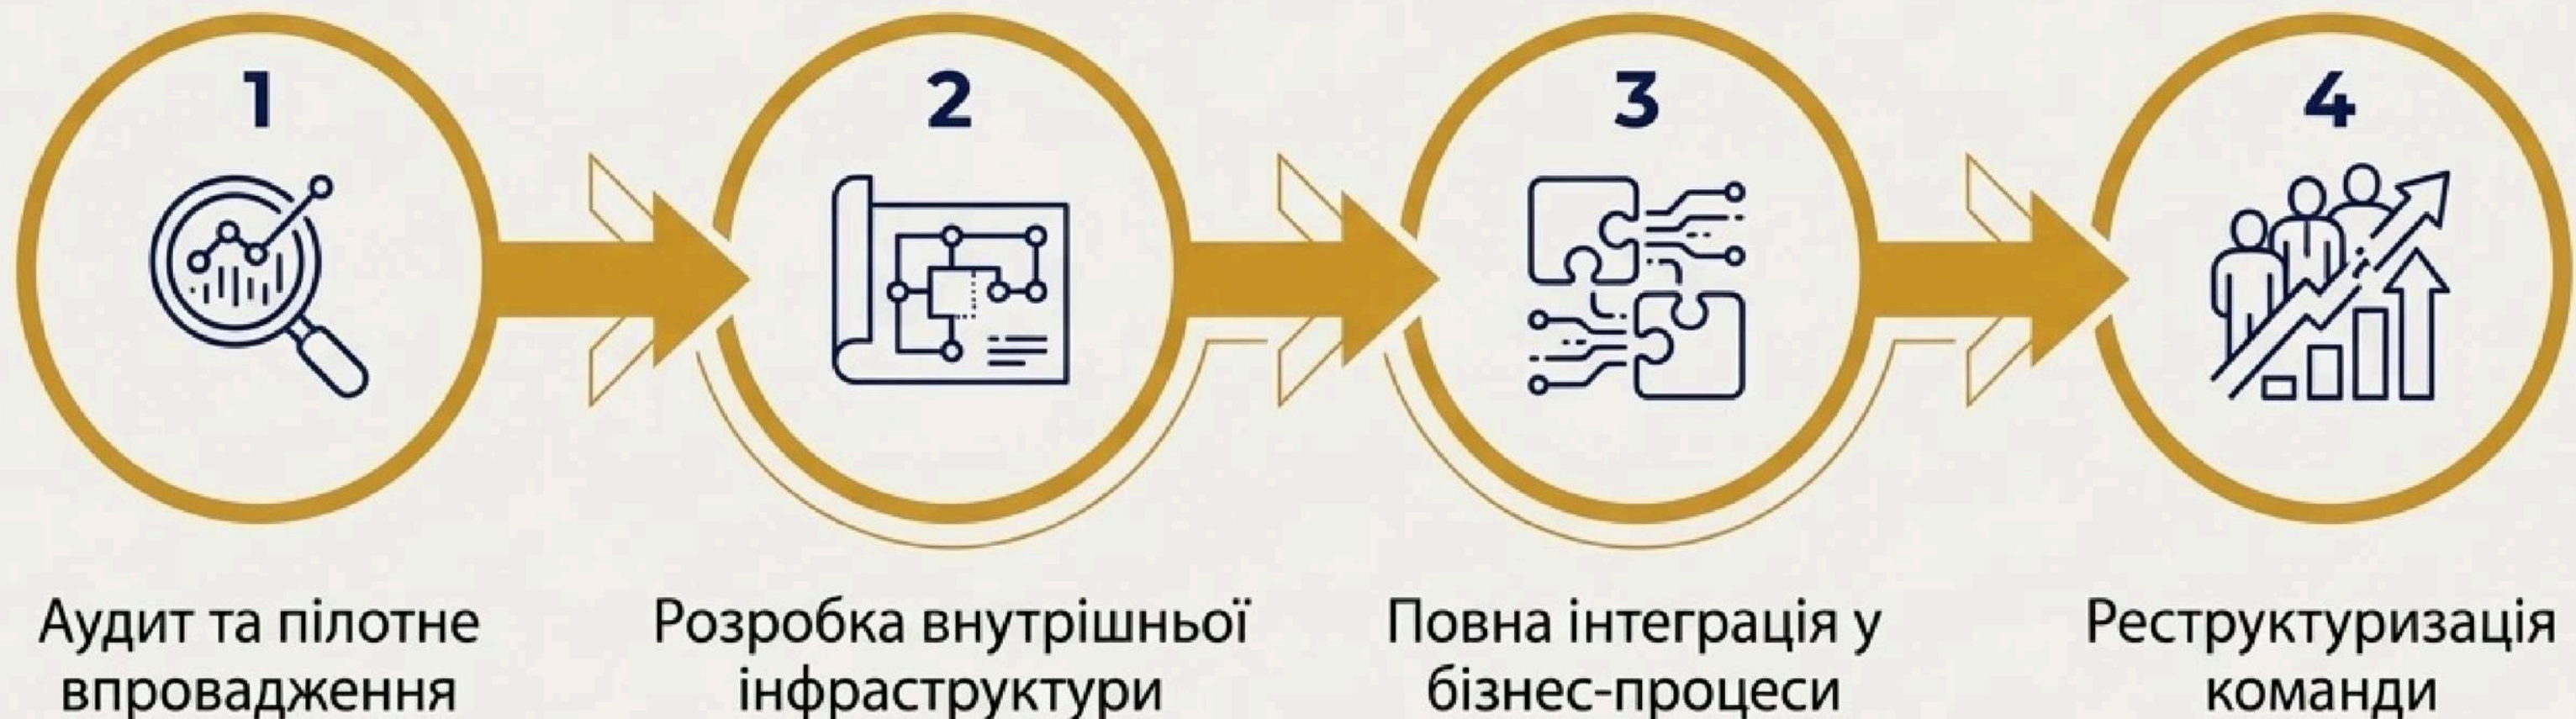 1
2
3
4
Аудит та пілотне
впровадження
Розробка внутрішньої
інфраструктури
Повна інтеграція у
бізнес-процеси
Реструктуризація
команди